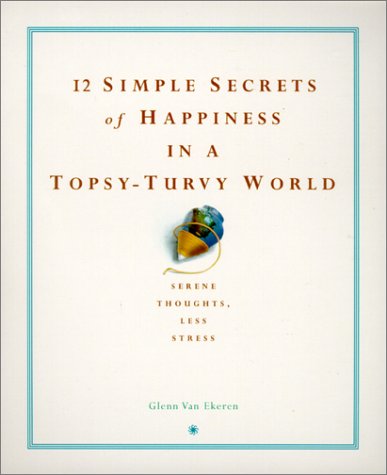 12 SIMPLE SECRETS
of HAPPINESS
IN A
TOPSY-TURVY WORLD
SERENE
THOUGHTS,
LESS
STRESS
Glenn Van Ekeren